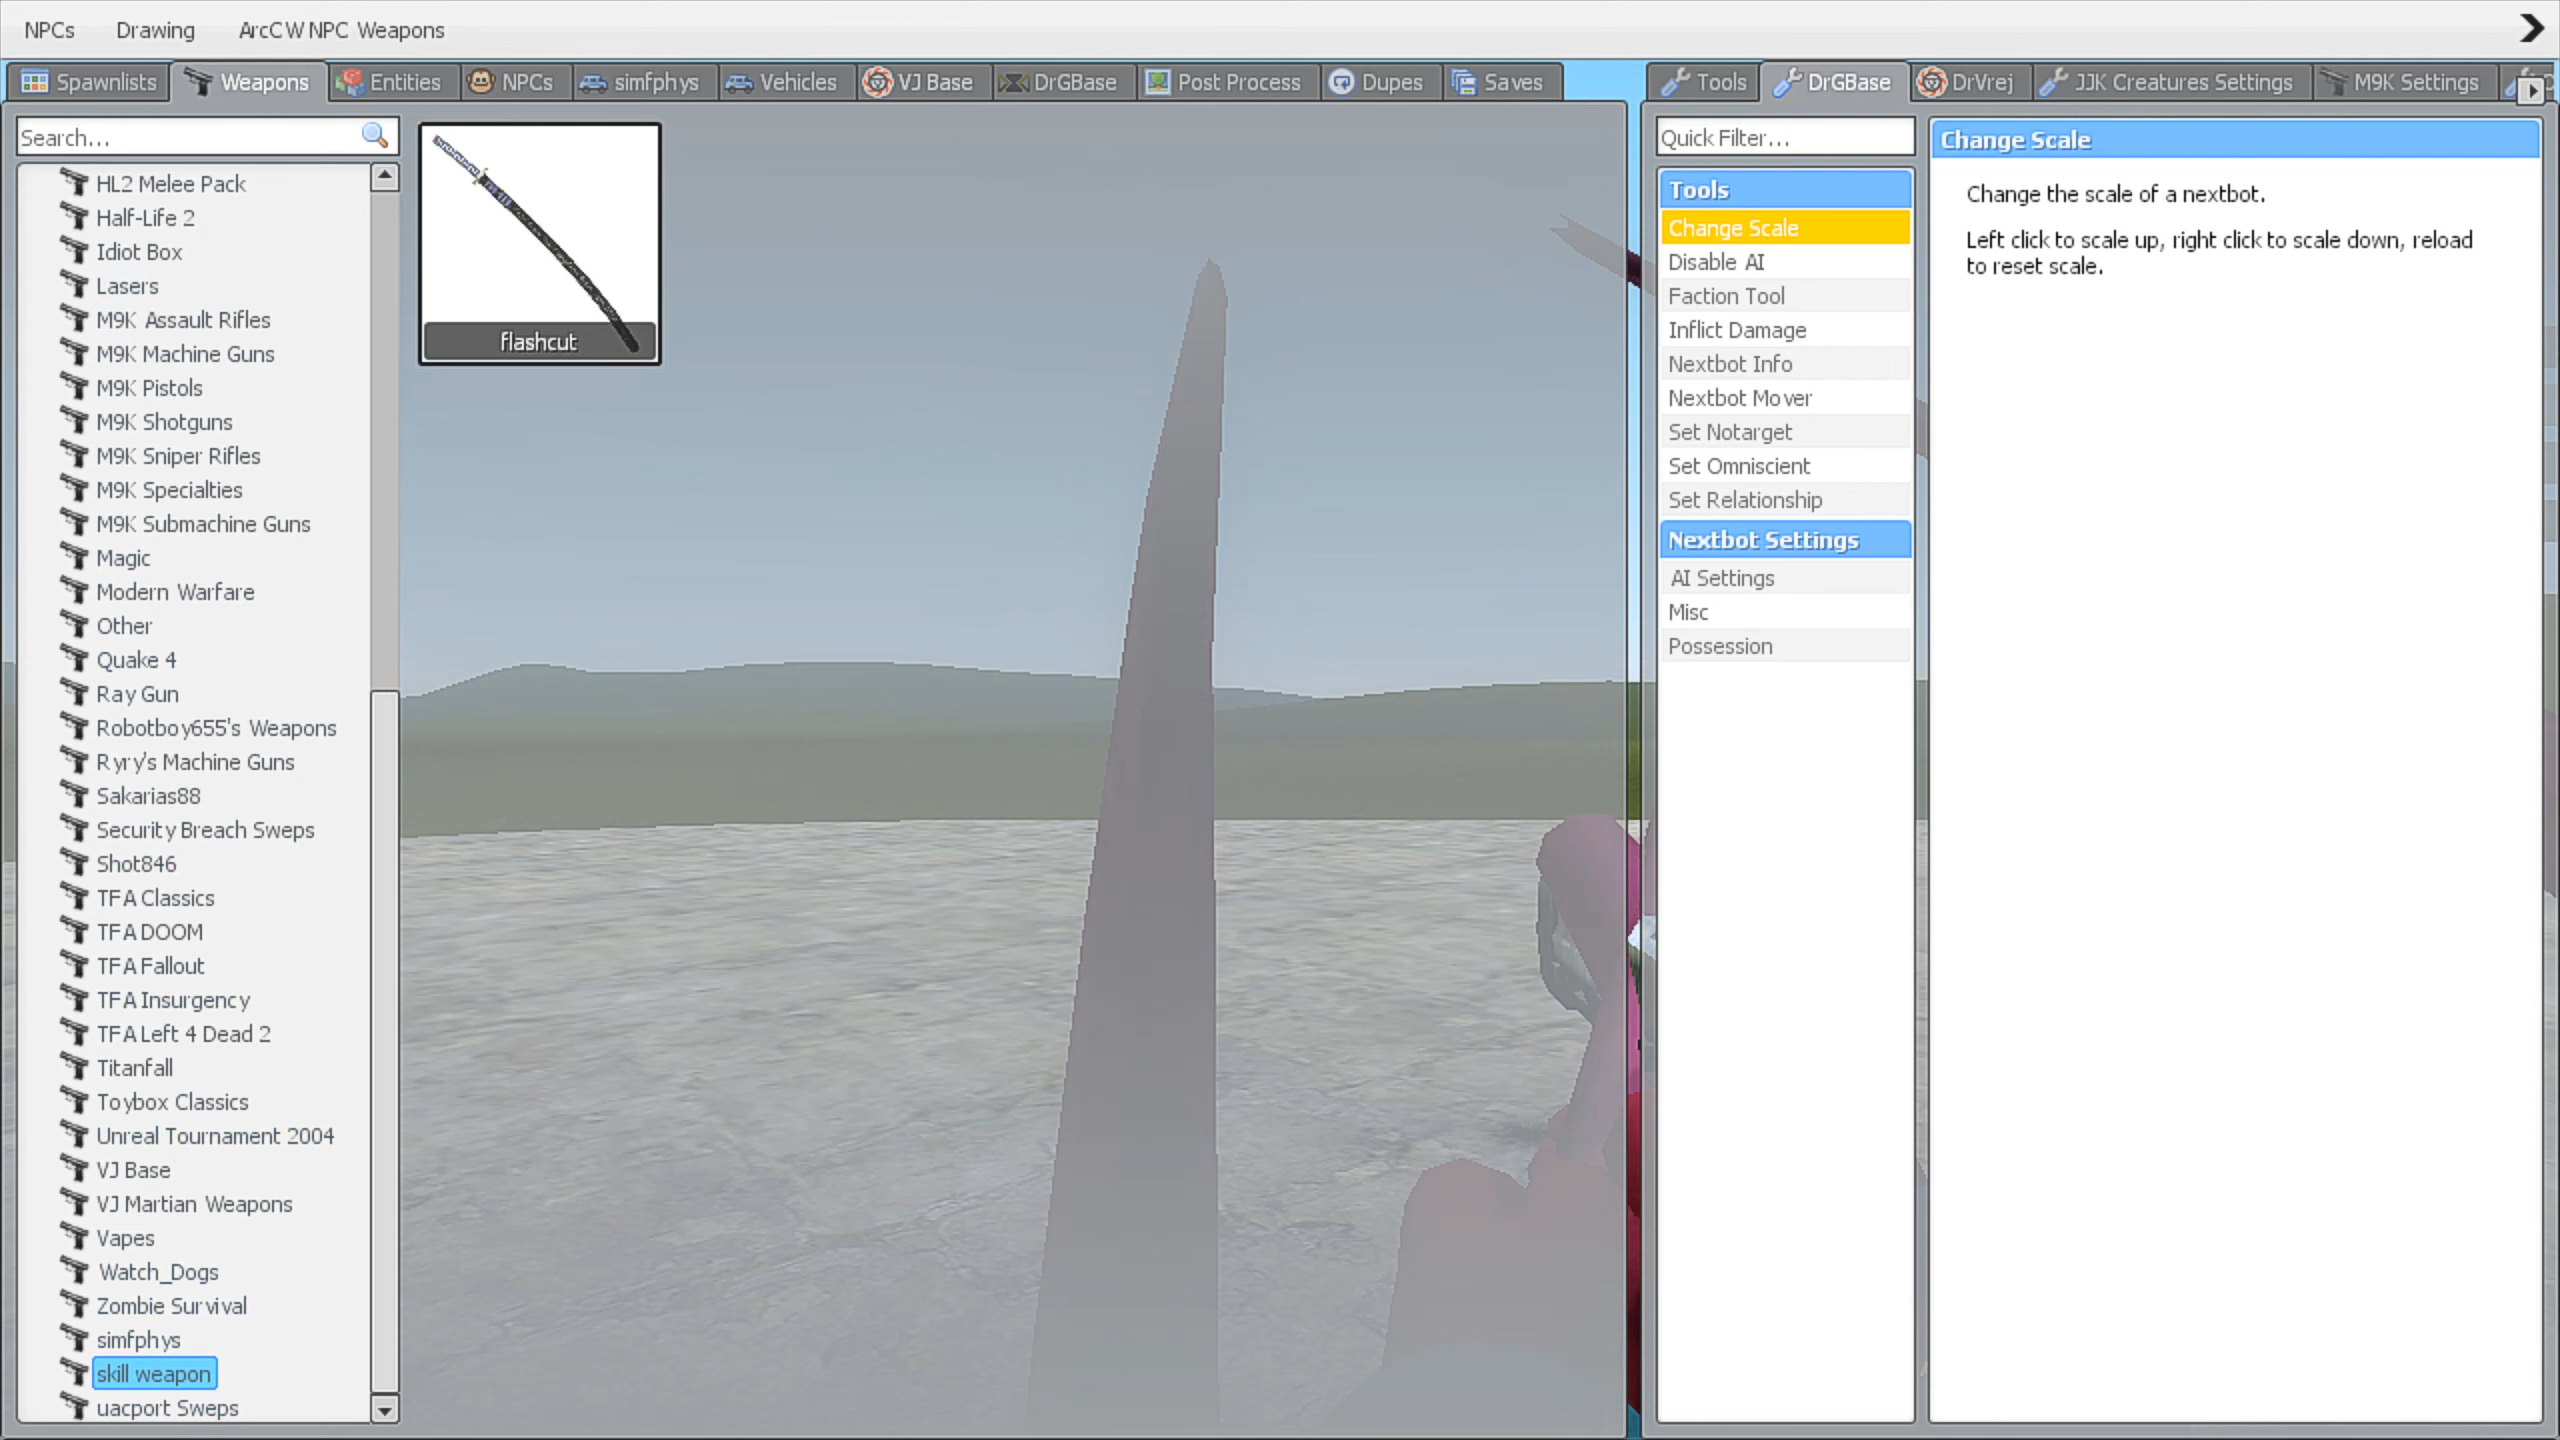 NPCs Drawing ArcCW NPC Weapons
Spawnlists Weapons Entities NPCs simfphys Vehicles VJ Base DrGBase Post Process Dupes Saves
Tools DrGBase DrVrej JJK Creatures Settings M9K Settings
Search...
HL2 Melee Pack
Half-Life 2
Idiot Box
Lasers
M9K Assault Rifles
M9K Machine Guns
M9K Pistols
M9K Shotguns
M9K Sniper Rifles
M9K Specialties
M9K Submachine Guns
Magic
Modern Warfare
Other
Quake 4
Ray Gun
Robotboy655's Weapons
Ryry's Machine Guns
Sakarias88
Security Breach Sweps
Shot846
TFA Classics
TFA DOOM
TFA Fallout
TFA Insurgency
TFA Left 4 Dead 2
Titanfall
Toybox Classics
Unreal Tournament 2004
VJ Base
VJ Martian Weapons
Vapes
Watch_Dogs
Zombie Survival
simfphys
skill weapon
uacport Sweps
flashcut
Quick Filter...
Tools
Change Scale
Disable AI
Faction Tool
Inflict Damage
Nextbot Info
Nextbot Mover
Set Notarget
Set Omniscient
Set Relationship
Nextbot Settings
AI Settings
Misc
Possession
Change Scale
Change the scale of a nextbot.
Left click to scale up, right click to scale down, reload
to reset scale.